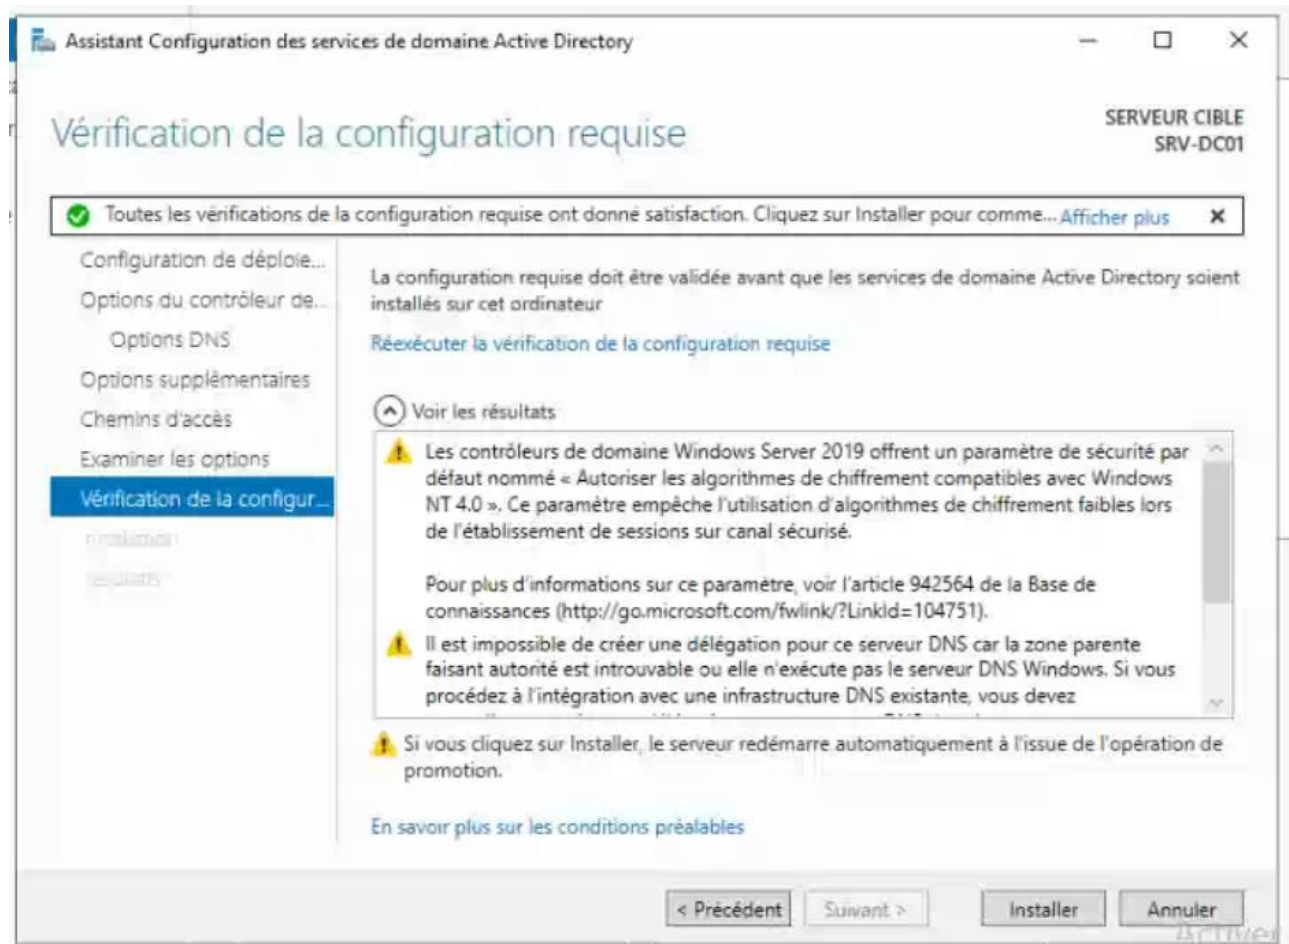 Assistant Configuration des services de domaine Active Directory
Vérification de la configuration requise
SERVEUR CIBLE
SRV-DC01
Toutes les vérifications de la configuration requise ont donné satisfaction. Cliquez sur Installer pour comme... Afficher plus
Configuration de déploie...
Options du contrôleur de...
Options DNS
Options supplémentaires
Chemins d'accès
Examiner les options
Vérification de la configur...
Installation
Résultats
La configuration requise doit être validée avant que les services de domaine Active Directory soient
installés sur cet ordinateur
Réexécuter la vérification de la configuration requise
Voir les résultats
Les contrôleurs de domaine Windows Server 2019 offrent un paramètre de sécurité par
défaut nommé « Autoriser les algorithmes de chiffrement compatibles avec Windows
NT 4.0 ». Ce paramètre empêche l'utilisation d'algorithmes de chiffrement faibles lors
de l'établissement de sessions sur canal sécurisé.
Pour plus d'informations sur ce paramètre, voir l'article 942564 de la Base de
connaissances (http://go.microsoft.com/fwlink/?LinkId=104751).
Il est impossible de créer une délégation pour ce serveur DNS car la zone parente
faisant autorité est introuvable ou elle n'exécute pas le serveur DNS Windows. Si vous
procédez à l'intégration avec une infrastructure DNS existante, vous devez
Si vous cliquez sur Installer, le serveur redémarre automatiquement à l'issue de l'opération de
promotion.
En savoir plus sur les conditions préalables
< Précédent
Suivant >
Installer
Annuler
Activer